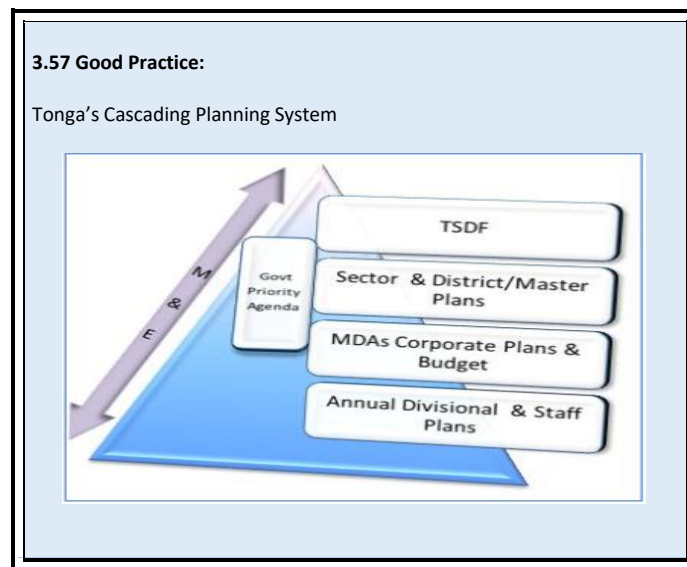 3.57 Good Practice:
Tonga’s Cascading Planning System
TSDF
Govt
Priority
Agenda
Sector & District/Master
Plans
MDAs Corporate Plans &
Budget
Annual Divisional & Staff
Plans
M & E